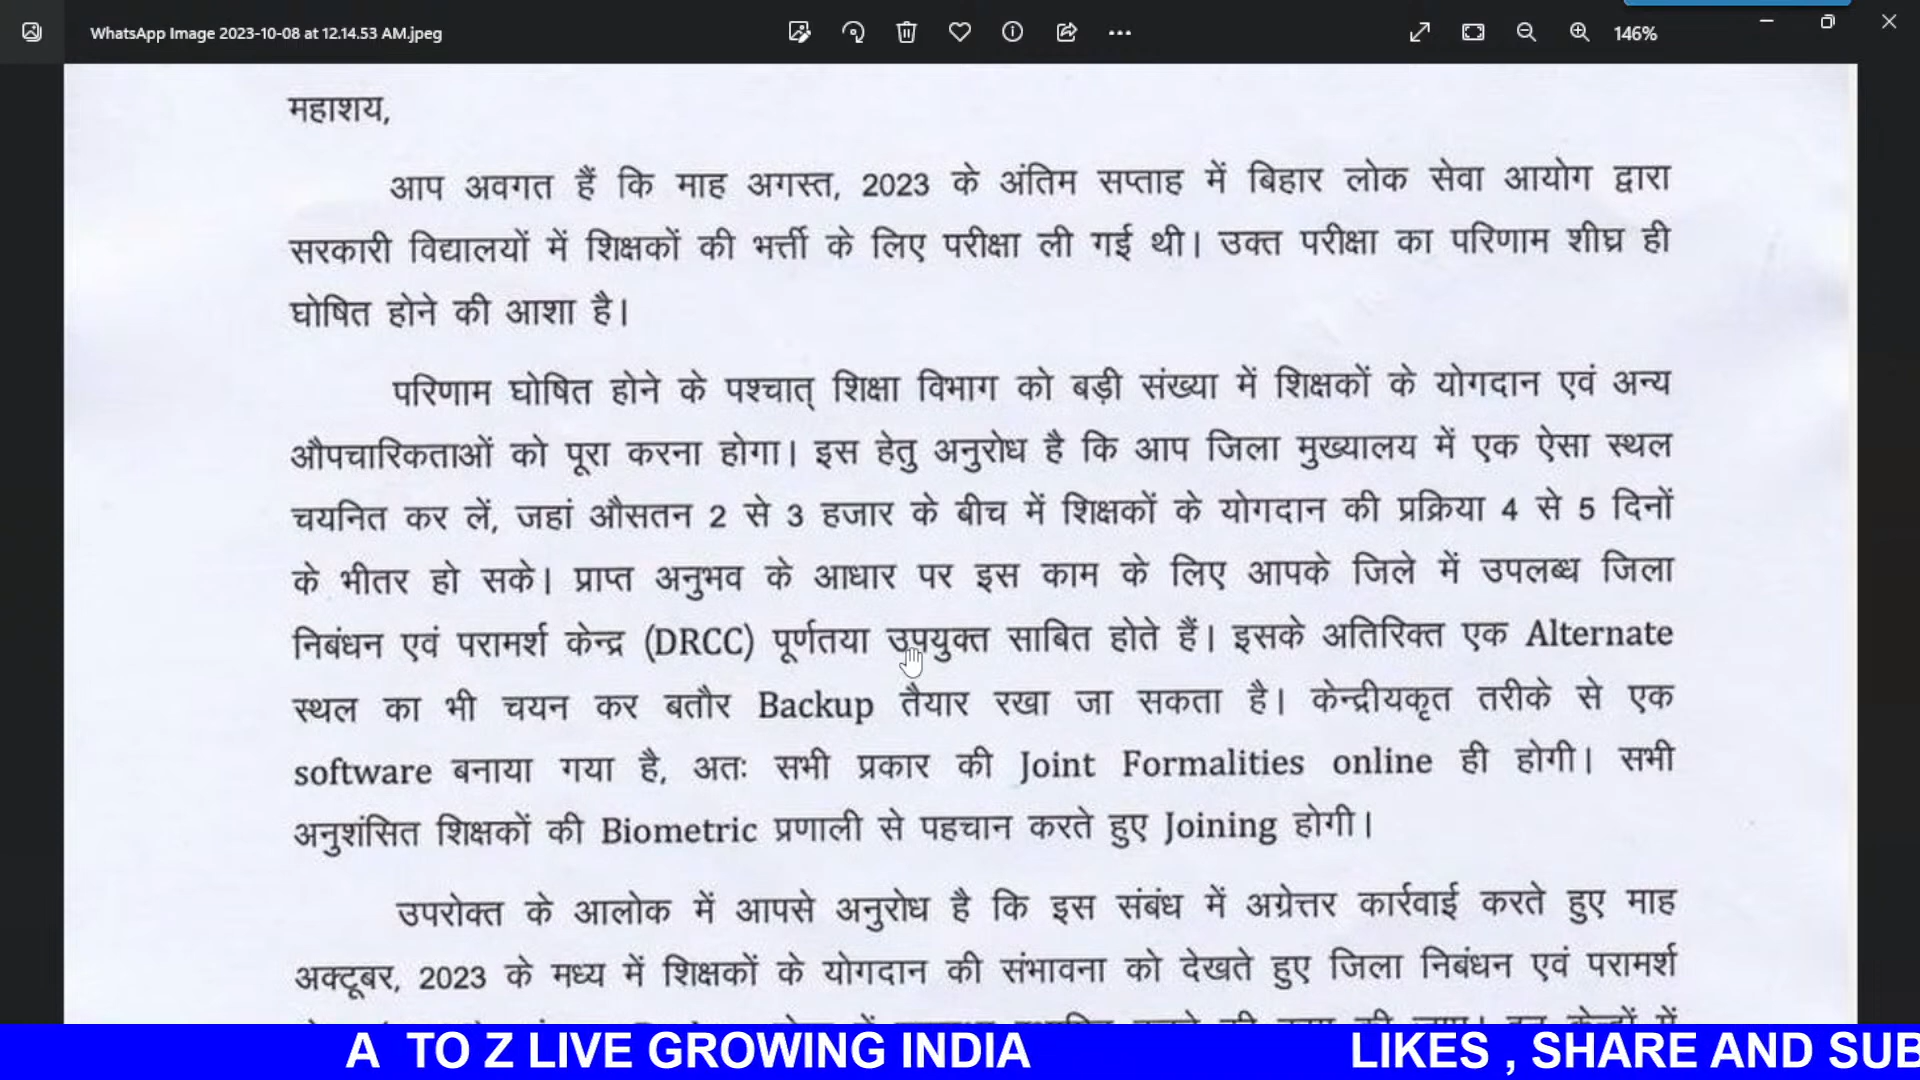 WhatsApp Image 2023-10-08 at 12.14.53 AM.jpeg
146%
महाशय,
आप अवगत हैं कि माह अगस्त, 2023 के अंतिम सप्ताह में बिहार लोक सेवा आयोग द्वारा
सरकारी विद्यालयों में शिक्षकों की भर्त्ती के लिए परीक्षा ली गई थी। उक्त परीक्षा का परिणाम शीघ्र ही
घोषित होने की आशा है।
परिणाम घोषित होने के पश्चात् शिक्षा विभाग को बड़ी संख्या में शिक्षकों के योगदान एवं अन्य
औपचारिकताओं को पूरा करना होगा। इस हेतु अनुरोध है कि आप जिला मुख्यालय में एक ऐसा स्थल
चयनित कर लें, जहां औसतन 2 से 3 हजार के बीच में शिक्षकों के योगदान की प्रक्रिया 4 से 5 दिनों
के भीतर हो सके। प्राप्त अनुभव के आधार पर इस काम के लिए आपके जिले में उपलब्ध जिला
निबंधन एवं परामर्श केन्द्र (DRCC) पूर्णतया उपयुक्त साबित होते हैं। इसके अतिरिक्त एक Alternate
स्थल का भी चयन कर बतौर Backup तैयार रखा जा सकता है। केन्द्रीयकृत तरीके से एक
software बनाया गया है, अतः सभी प्रकार की Joint Formalities online ही होगी। सभी
अनुशंसित शिक्षकों की Biometric प्रणाली से पहचान करते हुए Joining होगी।
उपरोक्त के आलोक में आपसे अनुरोध है कि इस संबंध में अग्रेत्तर कार्रवाई करते हुए माह
अक्टूबर, 2023 के मध्य में शिक्षकों के योगदान की संभावना को देखते हुए जिला निबंधन एवं परामर्श
A TO Z LIVE GROWING INDIA LIKES , SHARE AND SUB